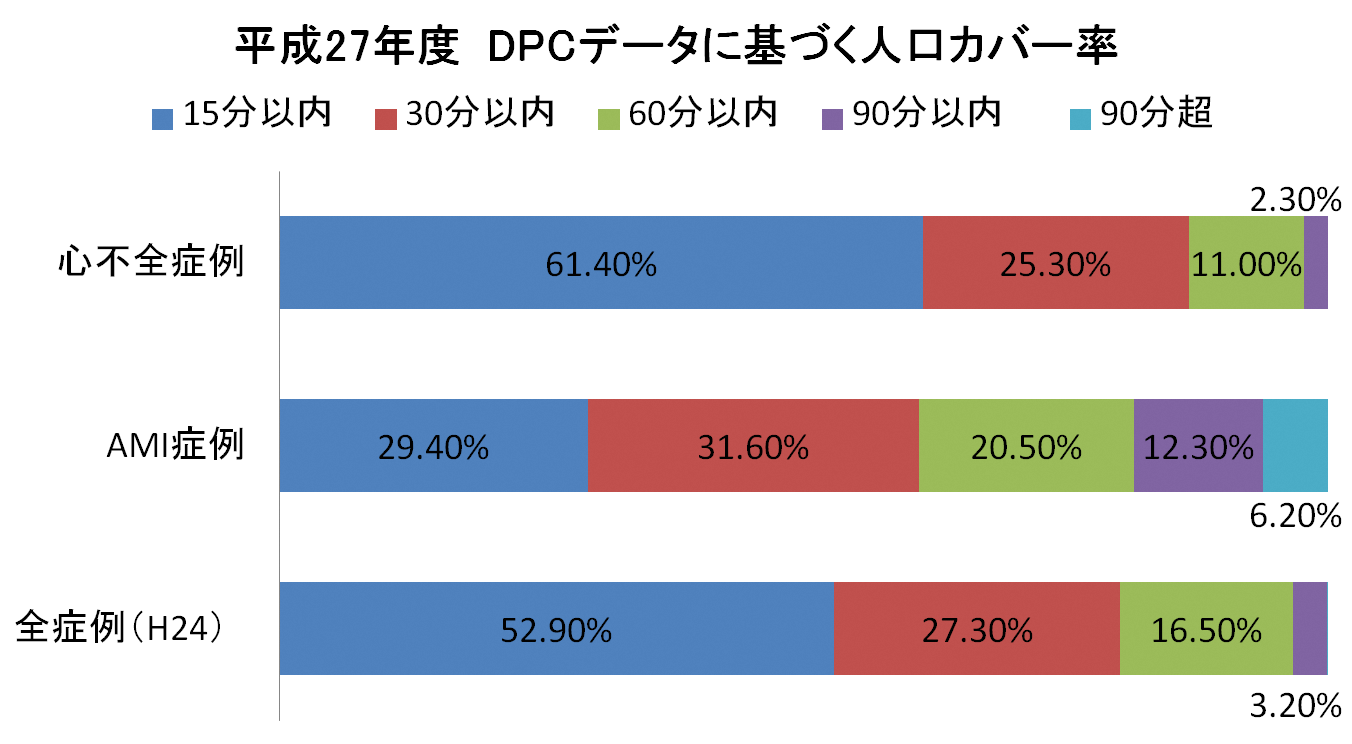 平成27年度　DPCデータに基づく人口カバー率
15分以内 30分以内 60分以内 90分以内 90分超
2.30%
心不全症例 61.40% 25.30% 11.00%
AMI症例 29.40% 31.60% 20.50% 12.30%
6.20%
全症例（H24） 52.90% 27.30% 16.50%
3.20%